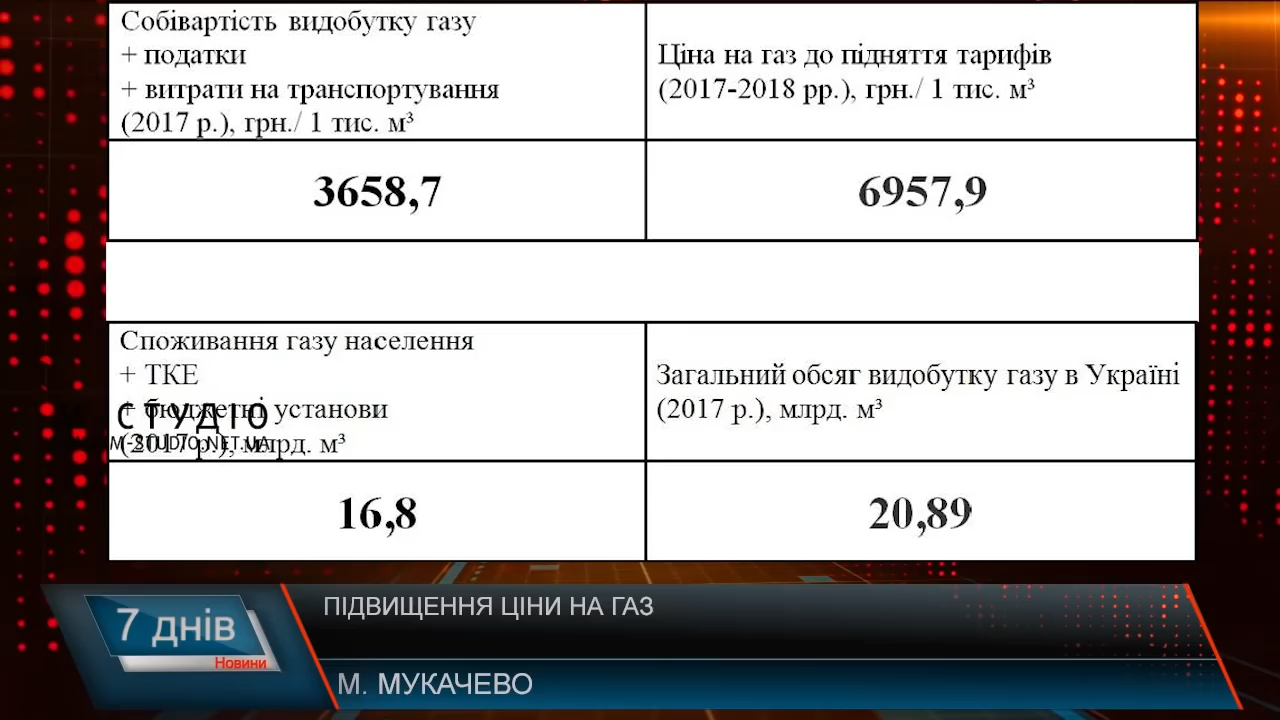 Собівартість видобутку газу
+ податки
+ витрати на транспортування
(2017 р.), грн./ 1 тис. м³
Ціна на газ до підняття тарифів
(2017-2018 рр.), грн./ 1 тис. м³
3658,7
6957,9
Споживання газу населення
+ ТКЕ
+ бюджетні установи
(2017 р.), млрд. м³
Загальний обсяг видобутку газу в Україні
(2017 р.), млрд. м³
М СТУДІО
M-STUDIO.NET.UA
16,8
20,89
7 днів
Новини
ПІДВИЩЕННЯ ЦІНИ НА ГАЗ
М. МУКАЧЕВО